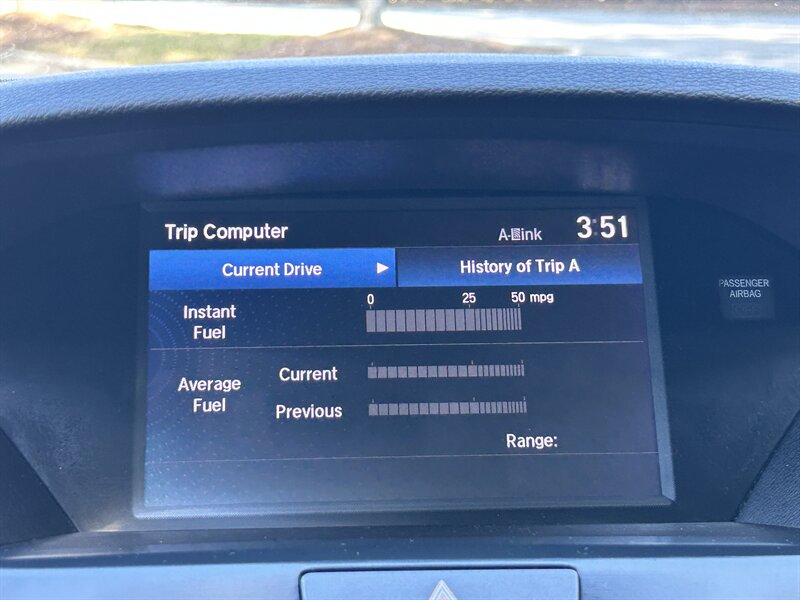 Trip Computer
A-Link
3:51
Current Drive
History of Trip A
0 25 50 mpg
Instant
Fuel
Average
Fuel
Current
Previous
Range:
PASSENGER
AIRBAG